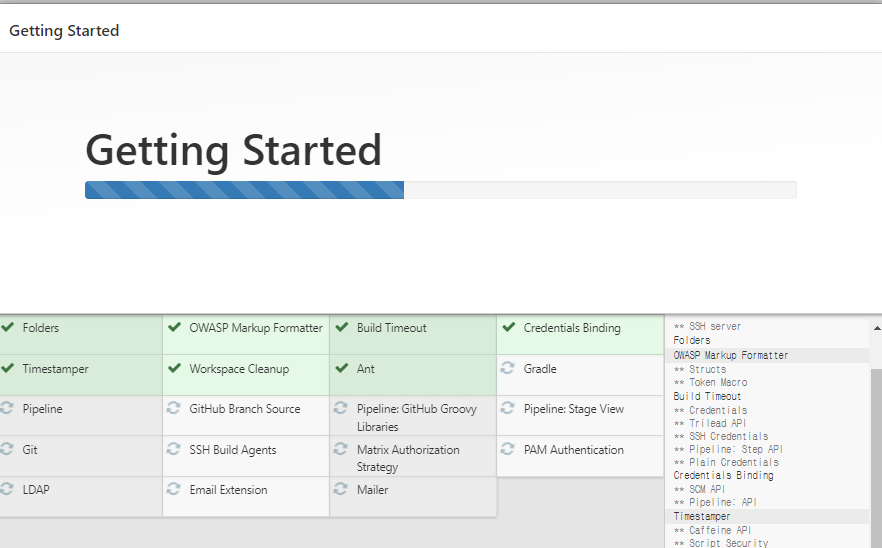 Getting Started
Getting Started
Folders
OWASP Markup Formatter
Build Timeout
Credentials Binding
Timestamper
Workspace Cleanup
Ant
Gradle
Pipeline
GitHub Branch Source
Pipeline: GitHub Groovy
Libraries
Pipeline: Stage View
Git
SSH Build Agents
Matrix Authorization
Strategy
PAM Authentication
LDAP
Email Extension
Mailer
** SSH server
Folders
OWASP Markup Formatter
** Structs
** Token Macro
Build Timeout
** Credentials
** Trilead API
** SSH Credentials
** Pipeline: Step API
** Plain Credentials
Credentials Binding
** SCM API
** Pipeline: API
Timestamper
** Caffeine API
** Script Security